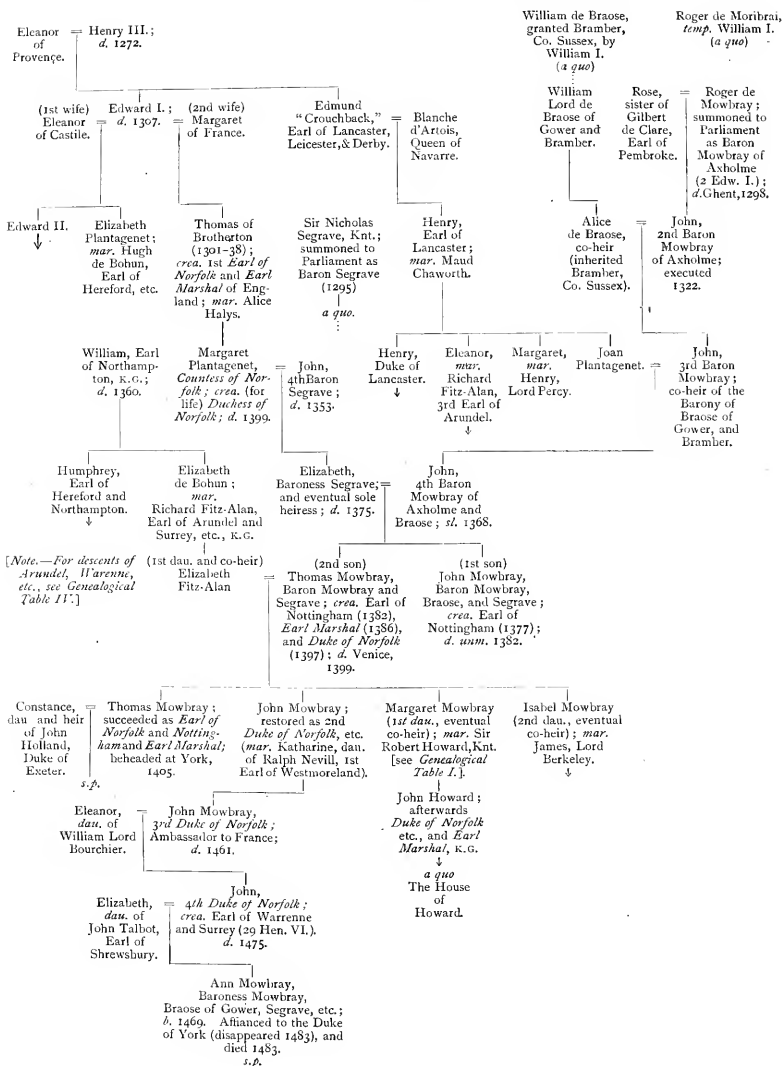 Eleanor
of
Provence.
= Henry III.;
d. 1272.
William de Braose,
granted Bramber,
Co. Sussex, by
William I.
(a quo)
Roger de Moribrai,
temp. William I.
(a quo)
(1st wife)
Eleanor
of Castile.
=
Edward I.;
d. 1307.
=
(2nd wife)
Margaret
of France.
Edmund
"Crouchback,"
Earl of Lancaster,
Leicester, & Derby.
=
Blanche
d'Artois,
Queen of
Navarre.
William
Lord de
Braose of
Gower and
Bramber.
Rose,
sister of
Gilbert
de Clare,
Earl of
Pembroke.
=
Roger de
Mowbray;
summoned to
Parliament
as Baron
Mowbray of
Axholme
(2 Edw. I.);
d. Ghent, 1298.
Edward II.
Elizabeth
Plantagenet;
mar. Hugh
de Bohun,
Earl of
Hereford, etc.
Thomas of
Brotherton
(1301-38);
crea. 1st Earl of
Norfolk and Earl
Marshal of Eng-
land; mar. Alice
Halys.
Sir Nicholas
Segrave, Knt.;
summoned to
Parliament as
Baron Segrave
(1295)
a quo.
Henry,
Earl of
Lancaster;
mar. Maud
Chaworth.
Alice
de Braose,
co-heir
(inherited
Bramber,
Co. Sussex).
=
John,
2nd Baron
Mowbray
of Axholme;
executed
1322.
William, Earl
of Northamp-
ton, K.G.;
d. 1360.
Margaret
Plantagenet,
Countess of Nor-
folk; crea. (for
life) Duchess of
Norfolk; d. 1399.
=
John,
4th Baron
Segrave;
d. 1353.
Henry,
Duke of
Lancaster.
Eleanor,
mar.
Richard
Fitz-Alan,
3rd Earl of
Arundel.
Margaret,
mar.
Henry,
Lord Percy.
Joan
Plantagenet.
=
John,
3rd Baron
Mowbray;
co-heir of the
Barony of
Braose of
Gower, and
Bramber.
Humphrey,
Earl of
Hereford and
Northampton.
Elizabeth
de Bohun;
mar.
Richard Fitz-Alan,
Earl of Arundel and
Surrey, etc., K.G.
Elizabeth,
Baroness Segrave;
and eventual sole
heiress; d. 1375.
=
John,
4th Baron
Mowbray of
Axholme and
Braose; sl. 1368.
[Note.—For descents of
Arundel, Warenne,
etc., see Genealogical
Table IV.]
(1st dau. and co-heir)
Elizabeth
Fitz-Alan
=
(2nd son)
Thomas Mowbray,
Baron Mowbray and
Segrave; crea. Earl of
Nottingham (1382),
Earl Marshal (1386),
and Duke of Norfolk
(1397); d. Venice,
1399.
(1st son)
John Mowbray,
Baron Mowbray,
Braose, and Segrave;
crea. Earl of
Nottingham (1377);
d. unm. 1382.
Constance,
dau and heir
of John
Holland,
Duke of
Exeter.
=
s.p.
Thomas Mowbray;
succeeded as Earl of
Norfolk and Notting-
ham and Earl Marshal;
beheaded at York,
1405.
John Mowbray;
restored as 2nd
Duke of Norfolk, etc.
(mar. Katharine, dau.
of Ralph Nevill, 1st
Earl of Westmoreland).
Margaret Mowbray
(1st dau., eventual
co-heir); mar. Sir
Robert Howard, Knt.
[see Genealogical
Table I.].
Isabel Mowbray
(2nd dau., eventual
co-heir); mar.
James, Lord
Berkeley.
Eleanor,
dau. of
William Lord
Bourchier.
=
John Mowbray,
3rd Duke of Norfolk;
Ambassador to France;
d. 1461.
John Howard;
afterwards
Duke of Norfolk
etc., and Earl
Marshal, K.G.
a quo
The House
of
Howard.
Elizabeth,
dau. of
John Talbot,
Earl of
Shrewsbury.
=
John,
4th Duke of Norfolk;
crea. Earl of Warrenne
and Surrey (29 Hen. VI.).
d. 1475.
Ann Mowbray,
Baroness Mowbray,
Braose of Gower, Segrave, etc.;
b. 1469. Affianced to the Duke
of York (disappeared 1483), and
died 1483.
s.p.